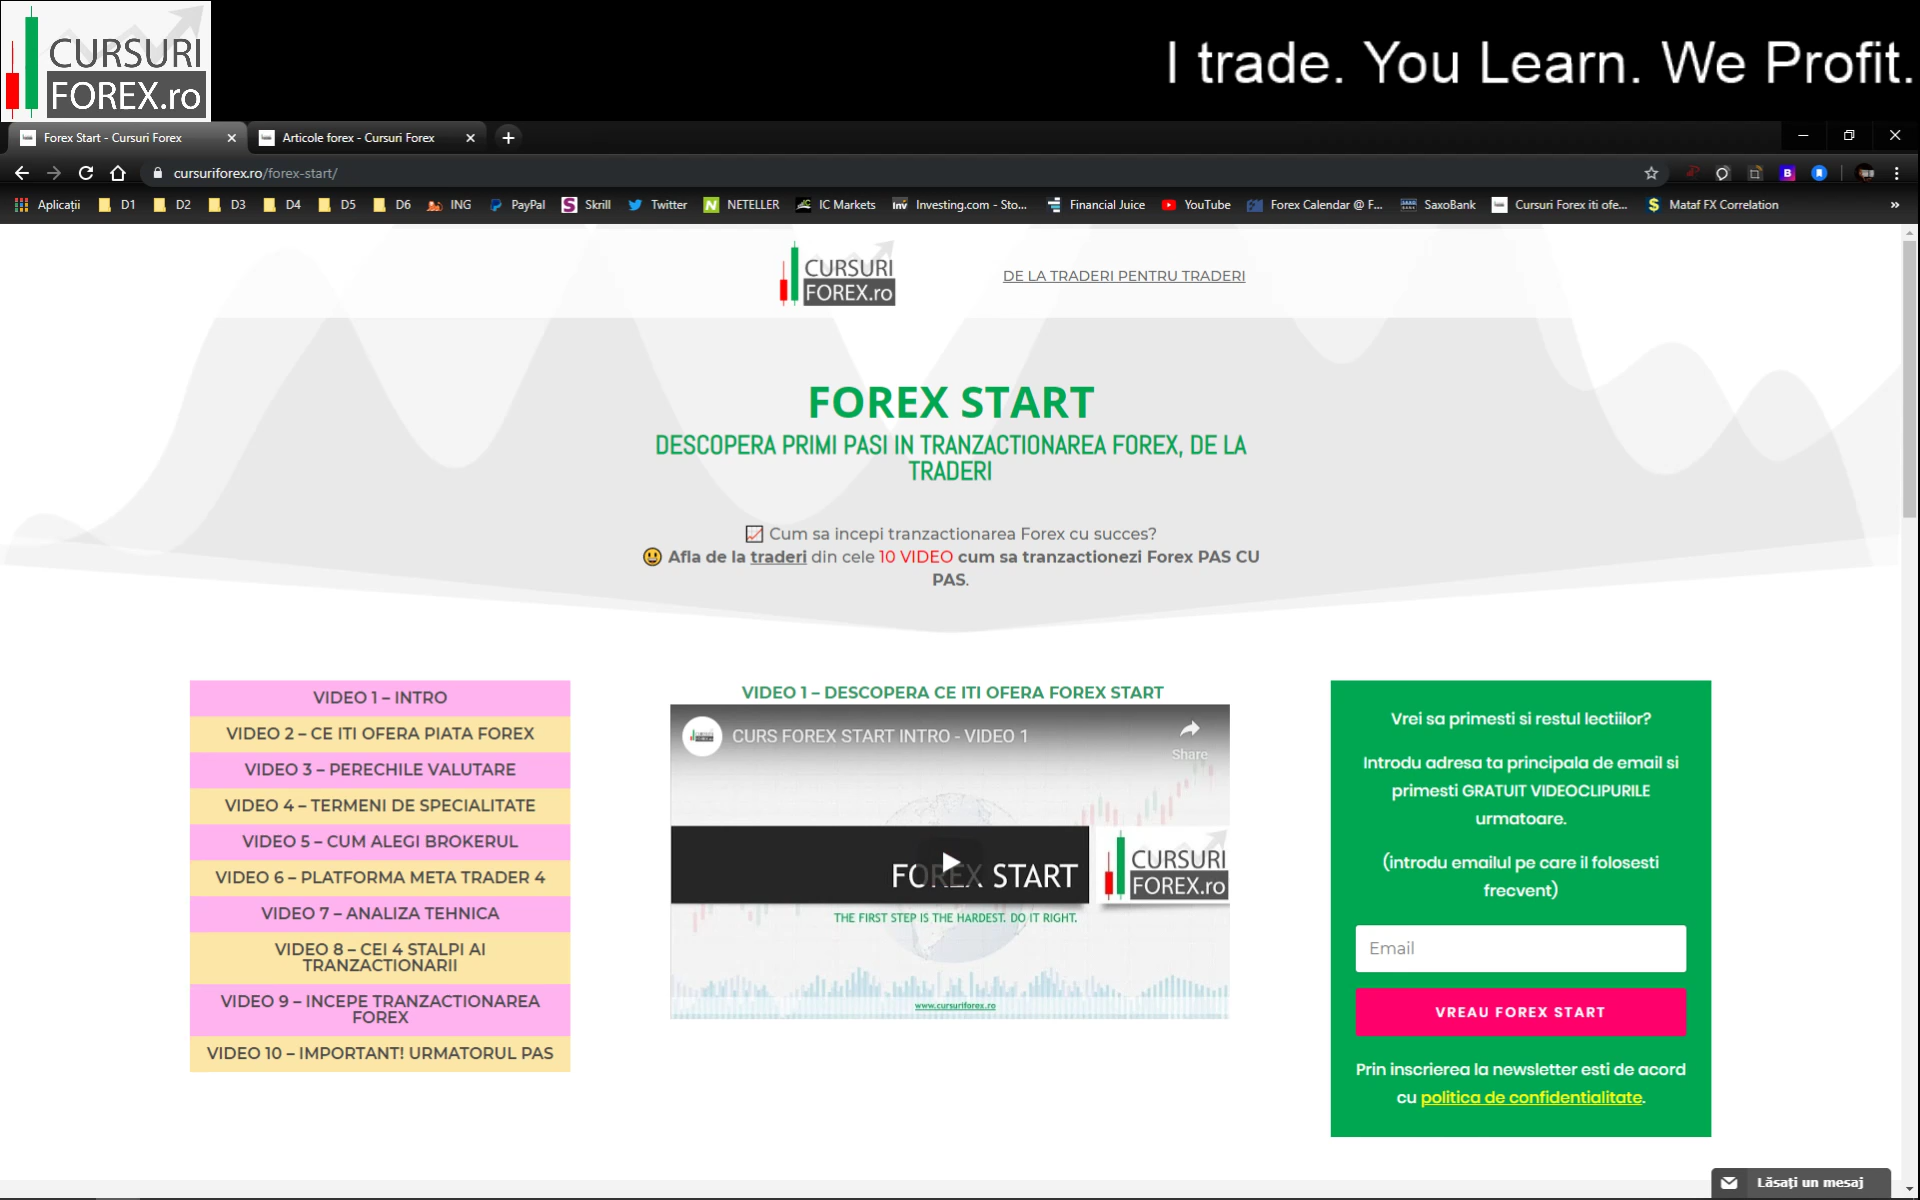 CURSURI
FOREX.ro
I trade. You Learn. We Profit.
Forex Start - Cursuri Forex
Articole forex - Cursuri Forex
cursuriforex.ro/forex-start/
Aplicații D1 D2 D3 D4 D5 D6 ING PayPal Skrill Twitter NETELLER IC Markets Investing.com - Sto... Financial Juice YouTube Forex Calendar @ F... SaxoBank Cursuri Forex iti ofe... Mataf FX Correlation »
CURSURI
FOREX.ro
DE LA TRADERI PENTRU TRADERI
FOREX START
DESCOPERA PRIMI PASI IN TRANZACTIONAREA FOREX, DE LA
TRADERI
Cum sa incepi tranzactionarea Forex cu succes?
Afla de la traderi din cele 10 VIDEO cum sa tranzactionezi Forex PAS CU
PAS.
VIDEO 1 – INTRO
VIDEO 2 – CE ITI OFERA PIATA FOREX
VIDEO 3 – PERECHILE VALUTARE
VIDEO 4 – TERMENI DE SPECIALITATE
VIDEO 5 – CUM ALEGI BROKERUL
VIDEO 6 – PLATFORMA META TRADER 4
VIDEO 7 – ANALIZA TEHNICA
VIDEO 8 – CEI 4 STALPI AI
TRANZACTIONARII
VIDEO 9 – INCEPE TRANZACTIONAREA
FOREX
VIDEO 10 – IMPORTANT! URMATORUL PAS
VIDEO 1 – DESCOPERA CE ITI OFERA FOREX START
CURS FOREX START INTRO - VIDEO 1
Share
FOREX START
CURSURI
FOREX.ro
THE FIRST STEP IS THE HARDEST. DO IT RIGHT.
www.cursuriforex.ro
Vrei sa primesti si restul lectiilor?
Introdu adresa ta principala de email si
primesti GRATUIT VIDEOCLIPURILE
urmatoare.
(introdu emailul pe care il folosesti
frecvent)
Email
VREAU FOREX START
Prin inscrierea la newsletter esti de acord
cu politica de confidentialitate.
Lăsați un mesaj